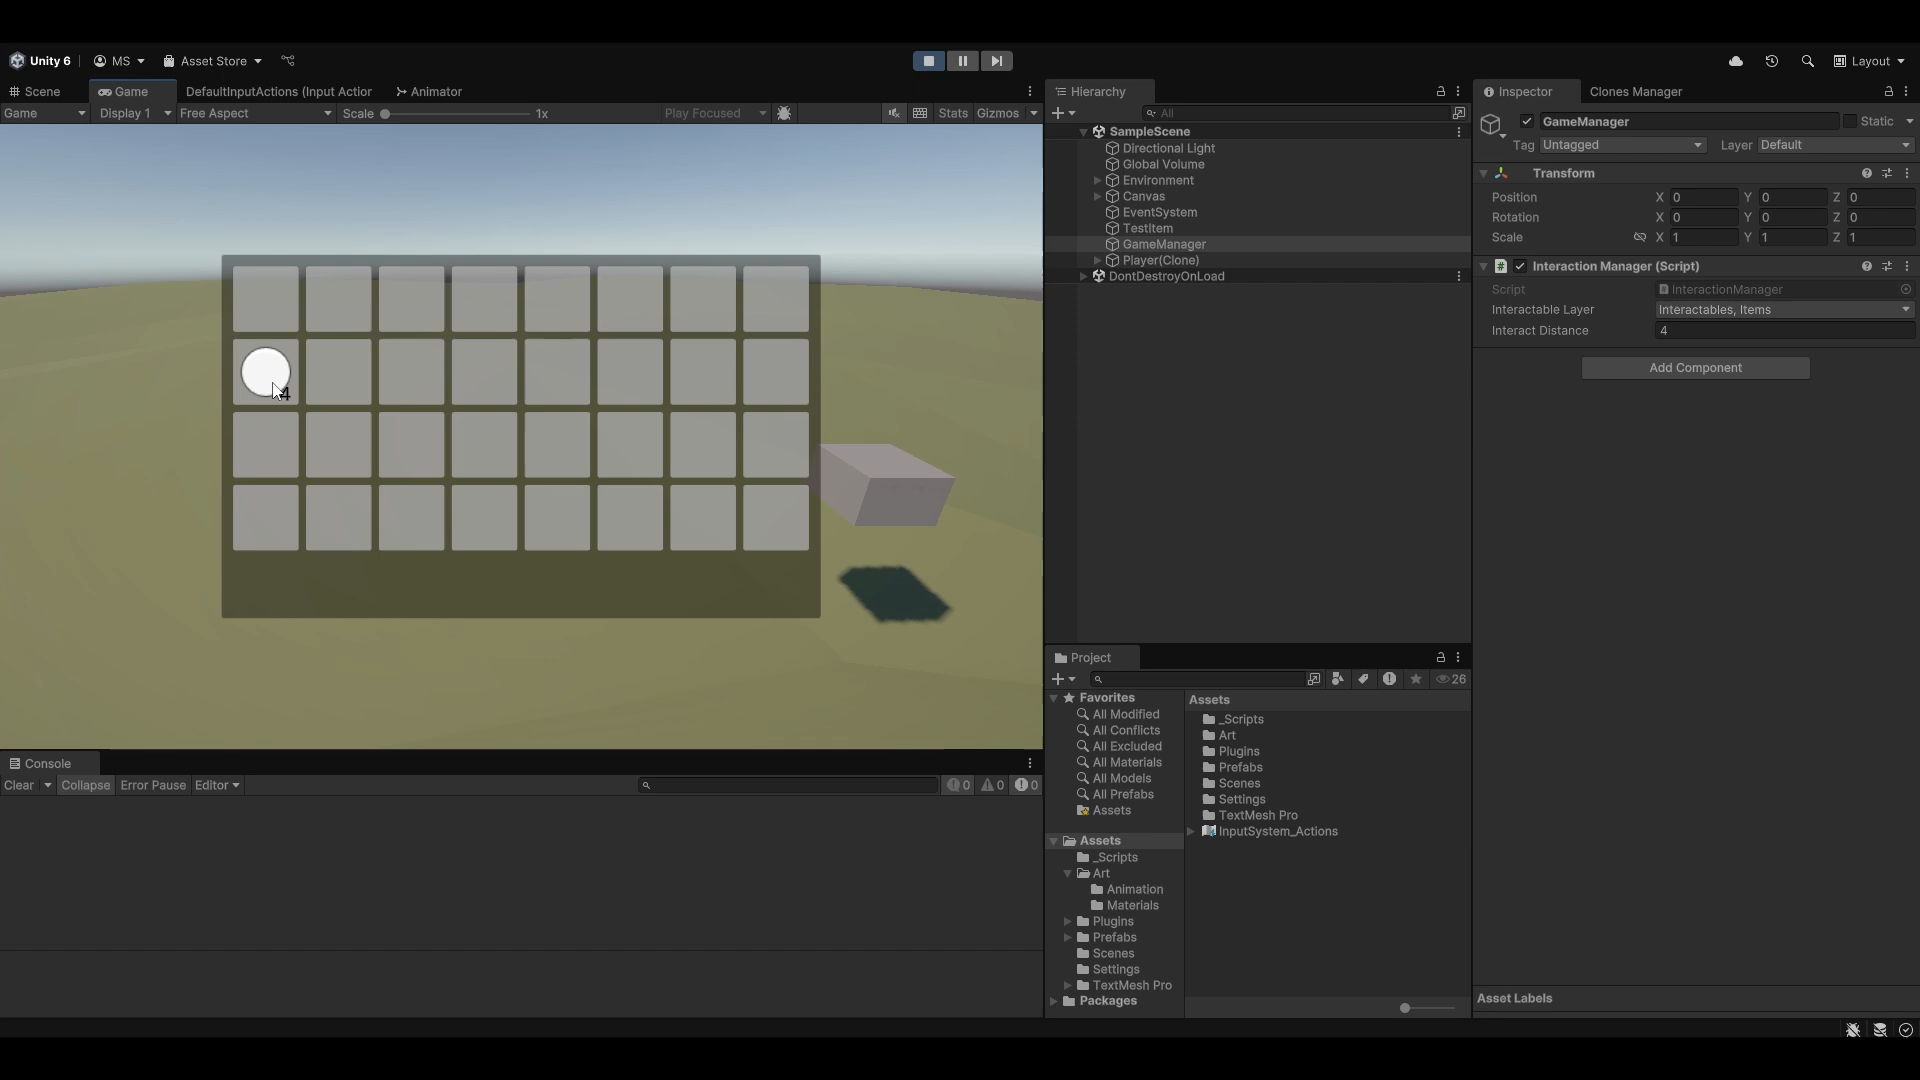 Unity 6 MS Asset Store Layout
Scene Game DefaultInputActions (Input Action Animator
Game Display 1 Free Aspect Scale 1x Play Focused Stats Gizmos
4
Console
Clear Collapse Error Pause Editor 0 0 0
Hierarchy
All
SampleScene
Directional Light
Global Volume
Environment
Canvas
EventSystem
TestItem
GameManager
Player(Clone)
DontDestroyOnLoad
Project
26
Favorites
All Modified
All Conflicts
All Excluded
All Materials
All Models
All Prefabs
Assets
Assets
_Scripts
Art
Animation
Materials
Plugins
Prefabs
Scenes
Settings
TextMesh Pro
Packages
Assets
_Scripts
Art
Plugins
Prefabs
Scenes
Settings
TextMesh Pro
InputSystem_Actions
Inspector Clones Manager
GameManager Static
Tag Untagged Layer Default
Transform
Position X 0 Y 0 Z 0
Rotation X 0 Y 0 Z 0
Scale X 1 Y 1 Z 1
Interaction Manager (Script)
Script InteractionManager
Interactable Layer Interactables, Items
Interact Distance 4
Add Component
Asset Labels